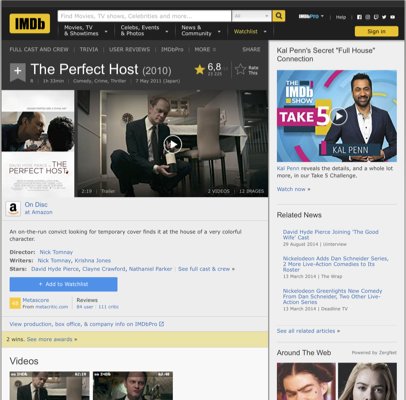 IMDb
Find Movies, TV shows, Celebrities and more...
All
IMDbPro
Help
Movies, TV & Showtimes
Celebs, Events & Photos
News & Community
Watchlist
Sign in
FULL CAST AND CREW | TRIVIA | USER REVIEWS | IMDbPro | MORE
SHARE
The Perfect Host (2010)
6,8
Rate This
R | 1h 33min | Comedy, Crime, Thriller | 7 May 2011 (Japan)
THE PERFECT HOST
2:19 | Trailer
2 VIDEOS | 12 IMAGES
a
On Disc
at Amazon
An on-the-run convict looking for temporary cover finds it at the house of a very colorful
character.
Director: Nick Tomnay
Writers: Nick Tomnay, Krishna Jones
Stars: David Hyde Pierce, Clayne Crawford, Nathaniel Parker | See full cast & crew »
+ Add to Watchlist
Metascore
From metacritic.com
Reviews
84 user | 111 critic
View production, box office, & company info on IMDbPro
2 wins. See more awards »
Videos
Kal Penn's Secret "Full House"
Connection
THE IMDb SHOW
TAKE 5
KAL PENN
Kal Penn reveals the details, and a whole lot
more, in our Take 5 Challenge.
Watch now »
Related News
David Hyde Pierce Joining 'The Good
Wife' Cast
29 August 2014 | Uinterview
Nickelodeon Adds Dan Schneider Series,
2 More Live-Action Comedies to Its
Roster
13 March 2014 | The Wrap
Nickelodeon Greenlights New Comedy
From Dan Schneider, Two Other Live-
Action Series
13 March 2014 | Deadline TV
See all related articles »
Around The Web
Powered by ZergNet